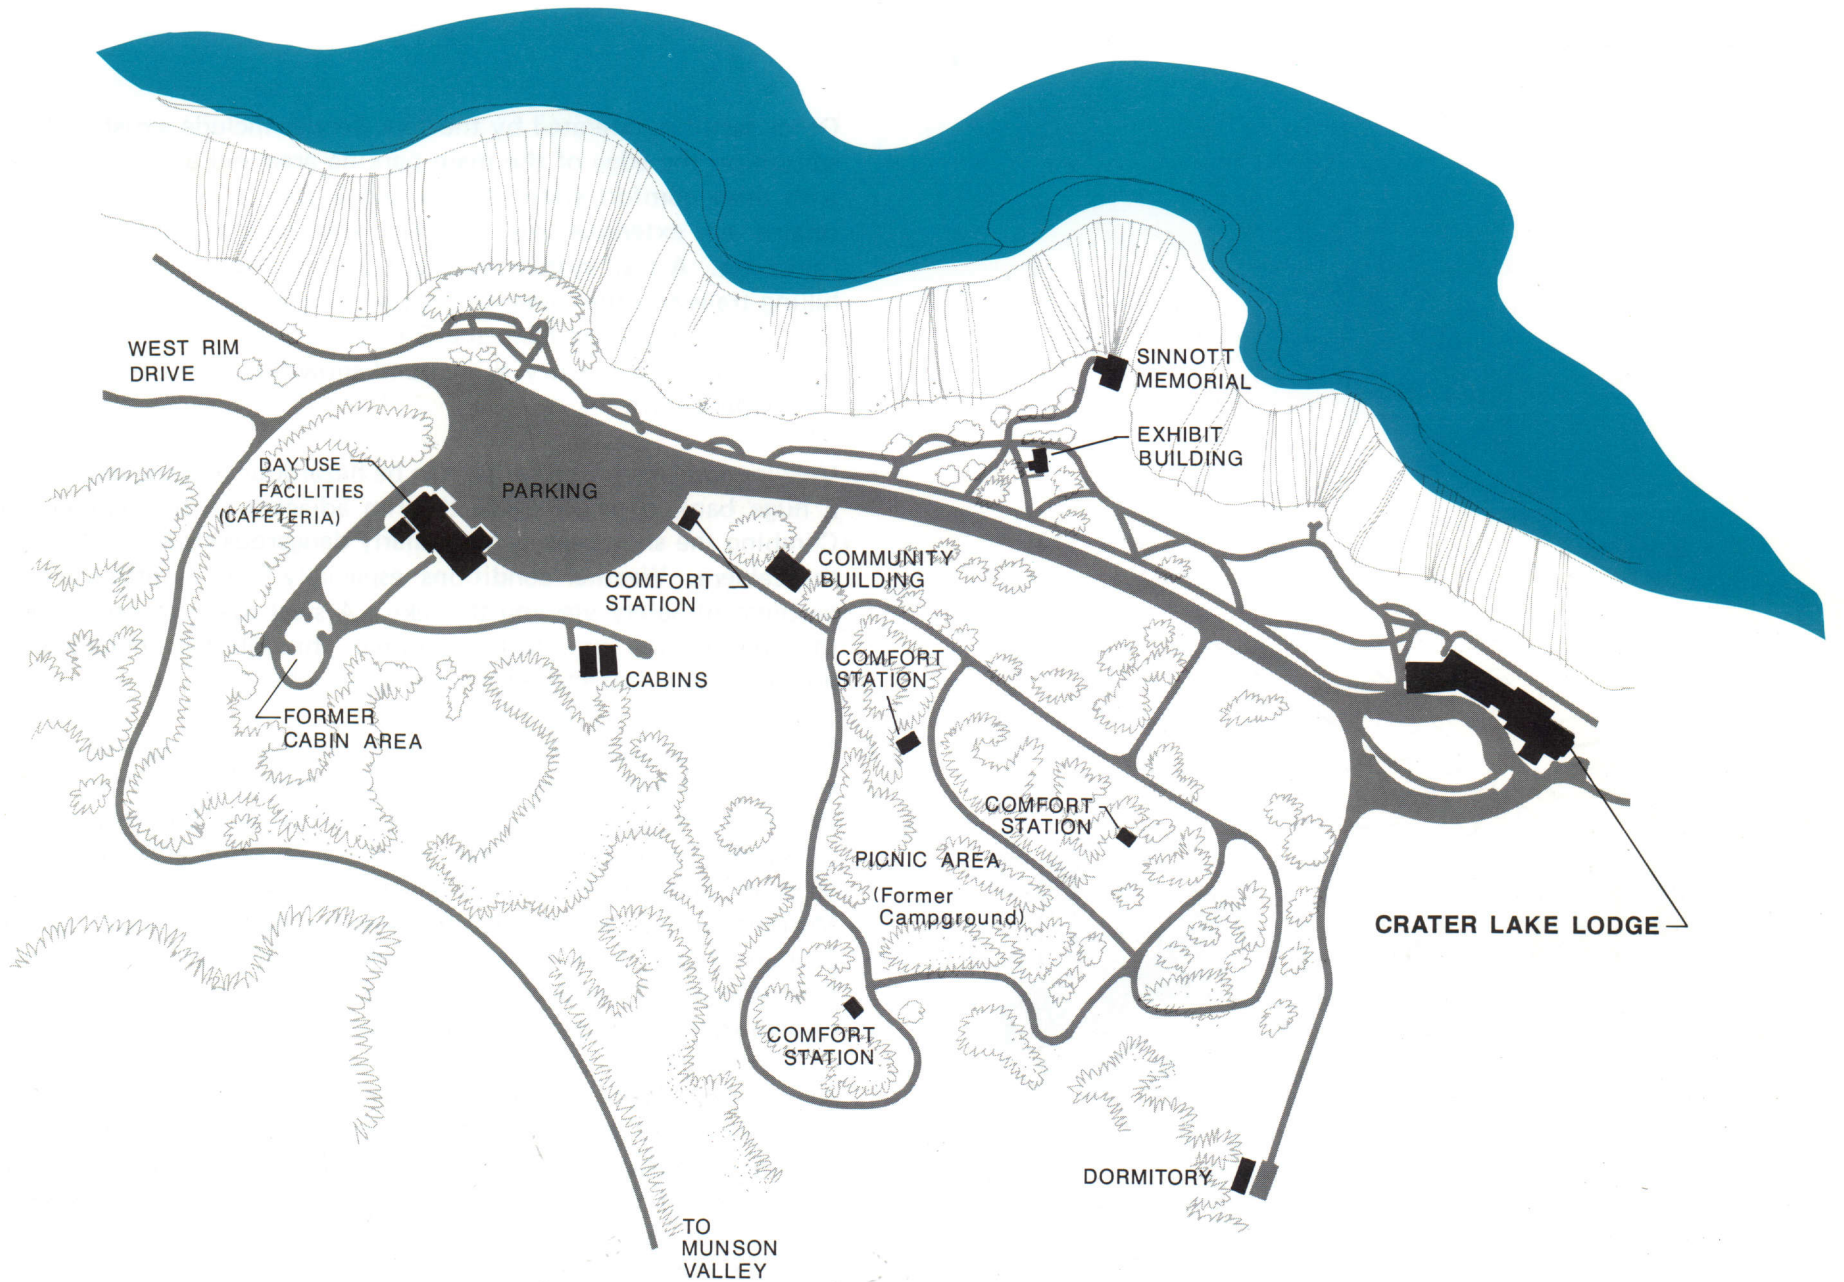 WEST RIM
DRIVE
SINNOTT
MEMORIAL
EXHIBIT
BUILDING
DAY USE
FACILITIES
(CAFETERIA)
PARKING
COMFORT
STATION
COMMUNITY
BUILDING
COMFORT
STATION
CABINS
FORMER
CABIN AREA
COMFORT
STATION
PICNIC AREA
(Former
Campground)
CRATER LAKE LODGE
COMFORT
STATION
DORMITORY
TO
MUNSON
VALLEY